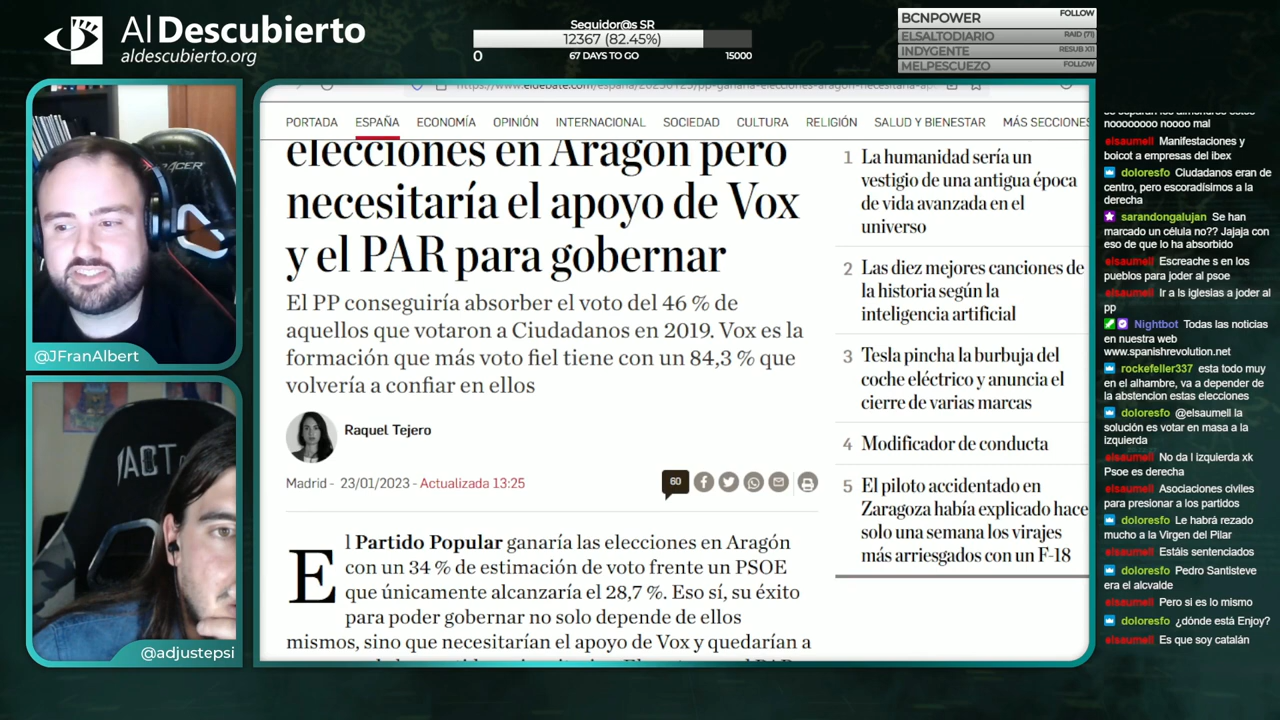 Al Descubierto
aldescubierto.org
Seguidor@s SR
12367 (82.45%)
0
67 DAYS TO GO
15000
BCNPOWER FOLLOW
ELSALTODIARIO RAID (71)
INDYGENTE RESUB X11
MELPESCUEZO FOLLOW
ACER
@JFranAlbert
@adjustepsi
PORTADA ESPAÑA ECONOMÍA OPINIÓN INTERNACIONAL SOCIEDAD CULTURA RELIGIÓN SALUD Y BIENESTAR MÁS SECCIONES
elecciones en Aragón pero
necesitaría el apoyo de Vox
y el PAR para gobernar
El PP conseguiría absorber el voto del 46 % de
aquellos que votaron a Ciudadanos en 2019. Vox es la
formación que más voto fiel tiene con un 84,3 % que
volvería a confiar en ellos
Raquel Tejero
Madrid - 23/01/2023 - Actualizada 13:25
60
El Partido Popular ganaría las elecciones en Aragón
con un 34 % de estimación de voto frente un PSOE
que únicamente alcanzaría el 28,7 %. Eso sí, su éxito
para poder gobernar no solo depende de ellos
mismos, sino que necesitarían el apoyo de Vox y quedarían a
1 La humanidad sería un
vestigio de una antigua época
de vida avanzada en el
universo
2 Las diez mejores canciones de
la historia según la
inteligencia artificial
3 Tesla pincha la burbuja del
coche eléctrico y anuncia el
cierre de varias marcas
4 Modificador de conducta
5 El piloto accidentado en
Zaragoza había explicado hace
solo una semana los virajes
más arriesgados con un F-18
nooooooo noooo mal
elsaumell Manifestaciones y
boicot a empresas del ibex
doloresfo Ciudadanos eran de
centro, pero escoradísimos a la
derecha
sarandongalujan Se han
marcado un célula no?? Jajaja con
eso de que lo ha absorbido
elsaumell Escreache s en los
pueblos para joder al psoe
elsaumell Ir a ls iglesias a joder al
pp
Nightbot Todas las noticias
en nuestra web
www.spanishrevolution.net
rockefeller337 esta todo muy
en el alhambre, va a depender de
la abstencion estas elecciones
doloresfo @elsaumell la
solución es votar en masa a la
izquierda
elsaumell No da l izquierda xk
Psoe es derecha
elsaumell Asociaciones civiles
para presionar a los partidos
doloresfo Le habrá rezado
mucho a la Virgen del Pilar
elsaumell Estáis sentenciados
doloresfo Pedro Santisteve
era el alcvalde
elsaumell Pero si es lo mismo
doloresfo ¿dónde está Enjoy?
elsaumell Es que soy catalán